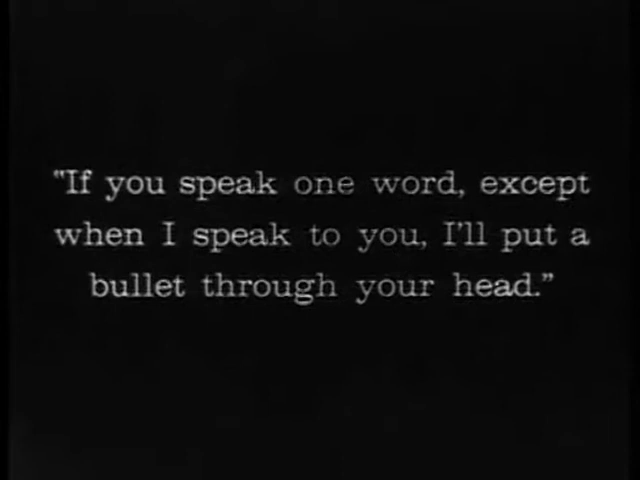 "If you speak one word, except
when I speak to you, I'll put a
bullet through your head."